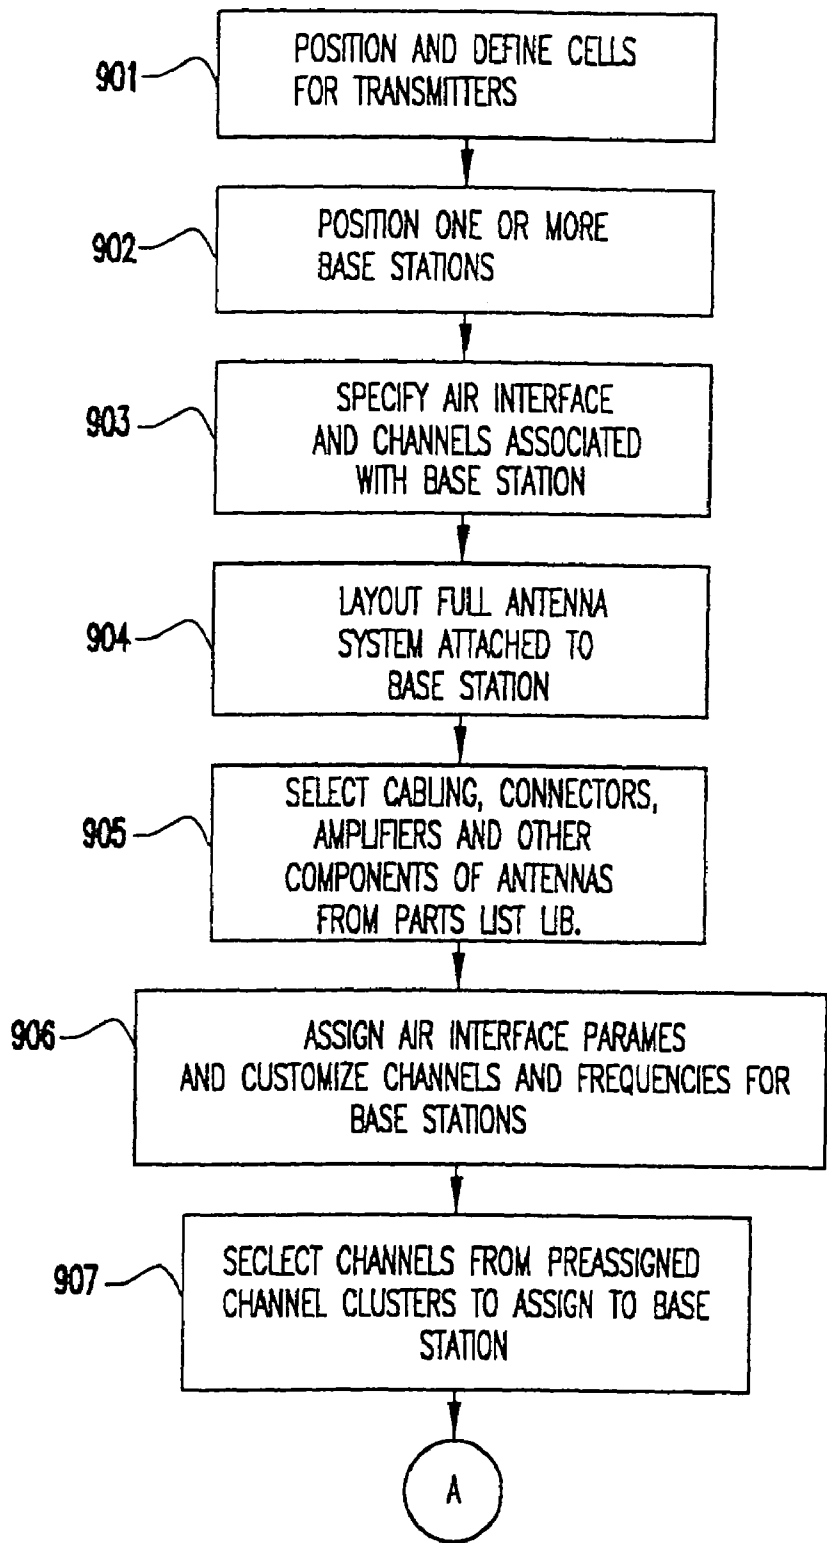 901
POSITION AND DEFINE CELLS
FOR TRANSMITTERS
902
POSITION ONE OR MORE
BASE STATIONS
903
SPECIFY AIR INTERFACE
AND CHANNELS ASSOCIATED
WITH BASE STATION
904
LAYOUT FULL ANTENNA
SYSTEM ATTACHED TO
BASE STATION
905
SELECT CABLING, CONNECTORS,
AMPLIFIERS AND OTHER
COMPONENTS OF ANTENNAS
FROM PARTS LIST LIB.
906
ASSIGN AIR INTERFACE PARAMES
AND CUSTOMIZE CHANNELS AND FREQUENCIES FOR
BASE STATIONS
907
SECLECT CHANNELS FROM PREASSIGNED
CHANNEL CLUSTERS TO ASSIGN TO BASE
STATION
A